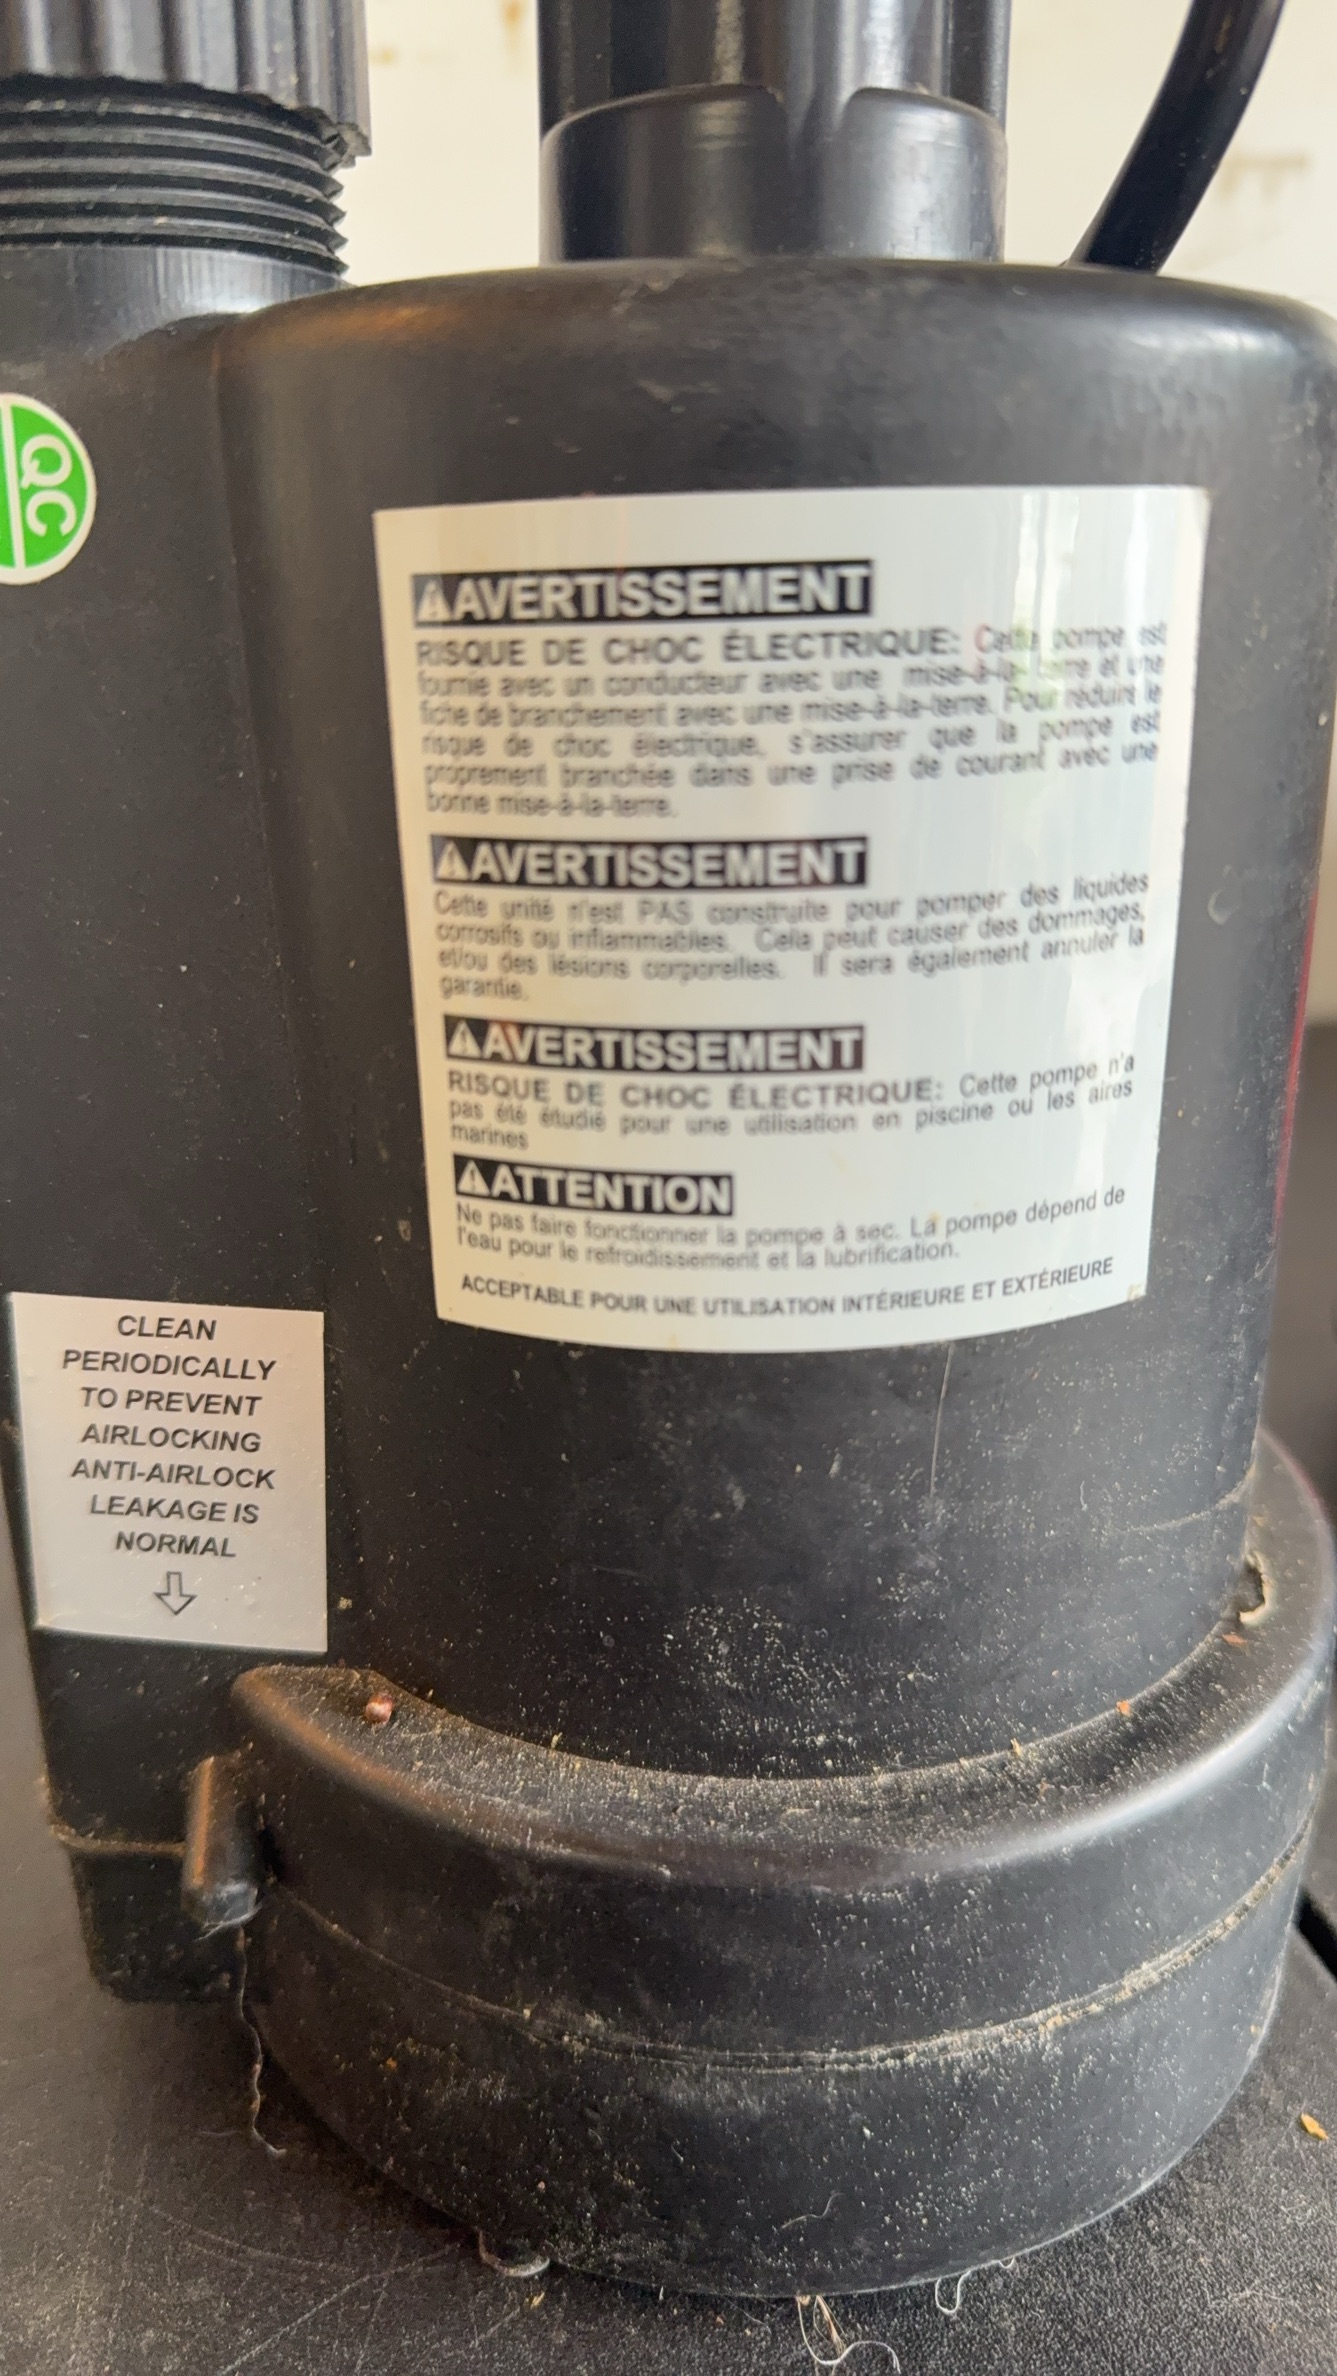 QC
AVERTISSEMENT
RISQUE DE CHOC ÉLECTRIQUE: Cette pompe est
fournie avec un conducteur avec une mise-à-la-terre et une
fiche de branchement avec une mise-à-la-terre. Pour réduire le
risque de choc électrique, s'assurer que la pompe est
proprement branchée dans une prise de courant avec une
bonne mise-à-la-terre.
AVERTISSEMENT
Cette unité n'est PAS construite pour pomper des liquides
corrosifs ou inflammables. Cela peut causer des dommages,
et/ou des lésions corporelles. Il sera également annuler la
garantie.
AVERTISSEMENT
RISQUE DE CHOC ÉLECTRIQUE: Cette pompe n'a
pas été étudié pour une utilisation en piscine ou les aires
marines
ATTENTION
Ne pas faire fonctionner la pompe à sec. La pompe dépend de
l'eau pour le refroidissement et la lubrification.
ACCEPTABLE POUR UNE UTILISATION INTÉRIEURE ET EXTÉRIEURE
CLEAN
PERIODICALLY
TO PREVENT
AIRLOCKING
ANTI-AIRLOCK
LEAKAGE IS
NORMAL